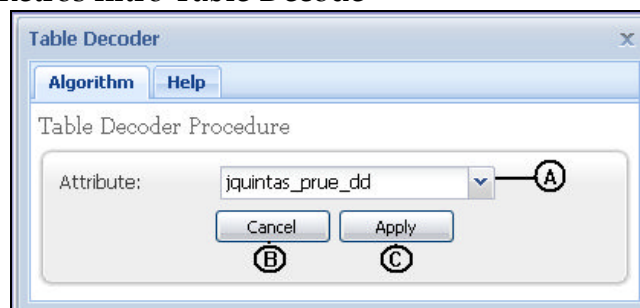 Table Decoder x
Algorithm Help
Table Decoder Procedure
Attribute: jquintas_prue_dd A
Cancel Apply
B C